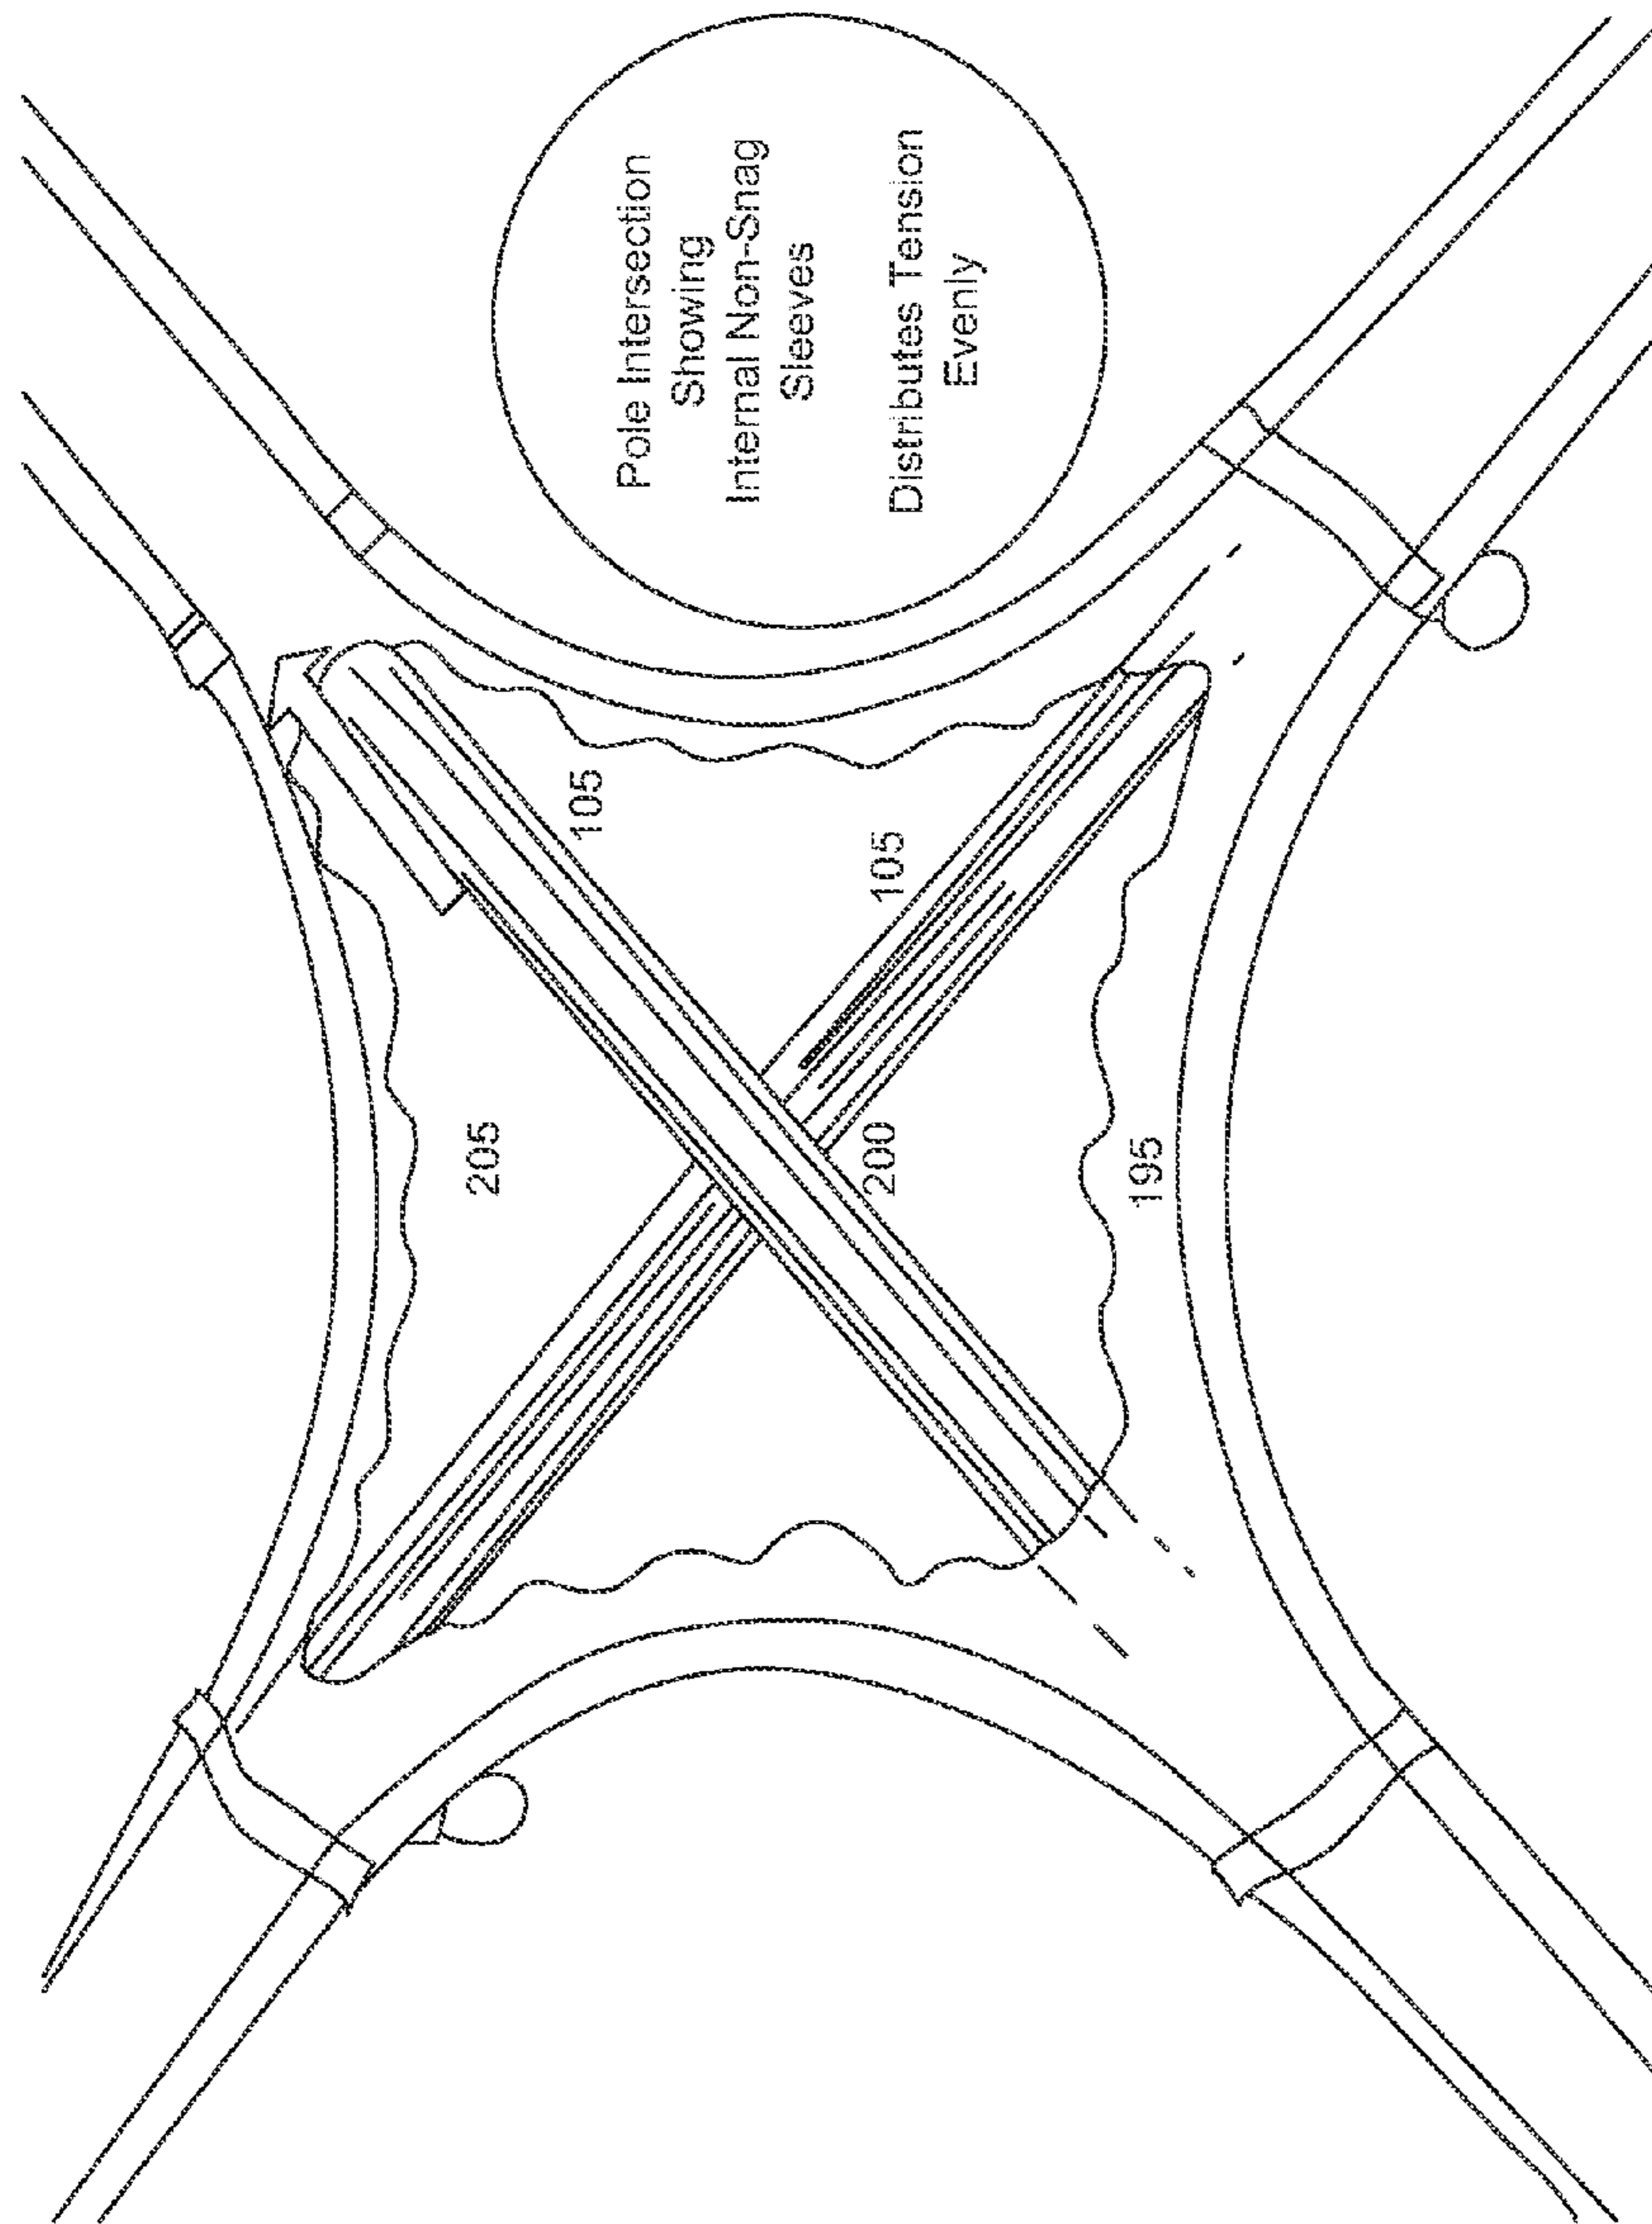 Pole Intersection
Showing
Internal Non-Snag
Sleeves
Distributes Tension
Evenly
105
105
205
200
195